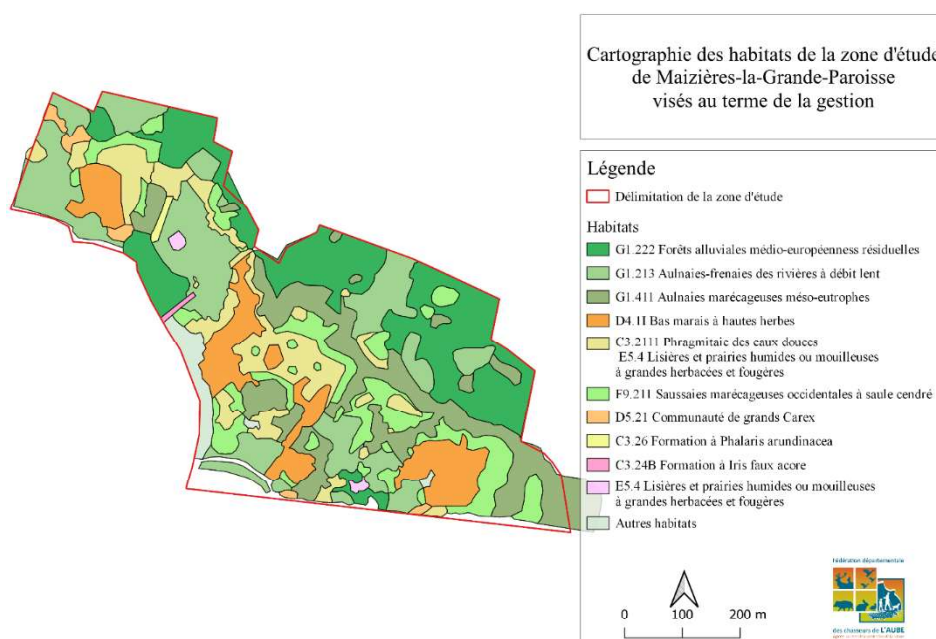 Cartographie des habitats de la zone d'étude
de Maizières-la-Grande-Paroisse
visés au terme de la gestion
Légende
Délimitation de la zone d'étude
Habitats
G1.222 Forêts alluviales médio-européenness résiduelles
G1.213 Aulnaies-frenaies des rivières à débit lent
G1.411 Aulnaies marécageuses méso-eutrophes
D4.1I Bas marais à hautes herbes
C3.2111 Phragmitaie des eaux douces
E5.4 Lisières et prairies humides ou mouilleuses
à grandes herbacées et fougères
F9.211 Saussaies marécageuses occidentales à saule cendré
D5.21 Communauté de grands Carex
C3.26 Formation à Phalaris arundinacea
C3.24B Formation à Iris faux acore
E5.4 Lisières et prairies humides ou mouilleuses
à grandes herbacées et fougères
Autres habitats
0 100 200 m
Fédération départementale
des chasseurs de L'AUBE